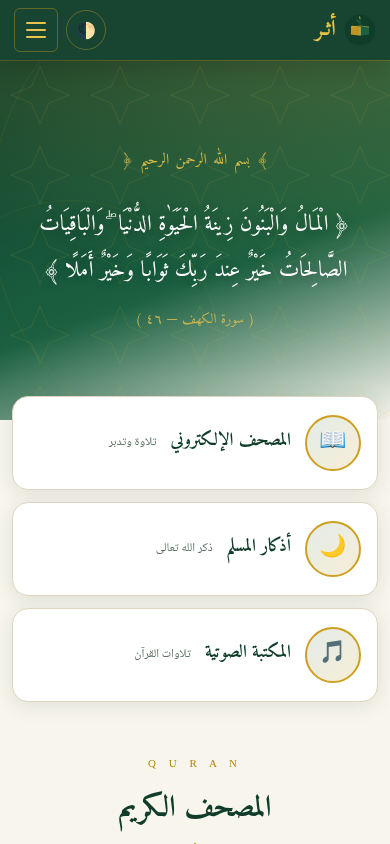 أثر
﴾ بسم الله الرحمن الرحيم ﴿
﴿ الْمَالُ وَالْبَنُونَ زِينَةُ الْحَيَوٰةِ الدُّنْيَا ۖ وَالْبَاقِيَاتُ
الصَّالِحَاتُ خَيْرٌ عِندَ رَبِّكَ ثَوَابًا وَخَيْرٌ أَمَلًا ﴾
( سورة الكهف — ٤٦ )
المصحف الإلكتروني تلاوة وتدبر
أذكار المسلم ذكر الله تعالى
المكتبة الصوتية تلاوات القرآن
QURAN
المصحف الكريم